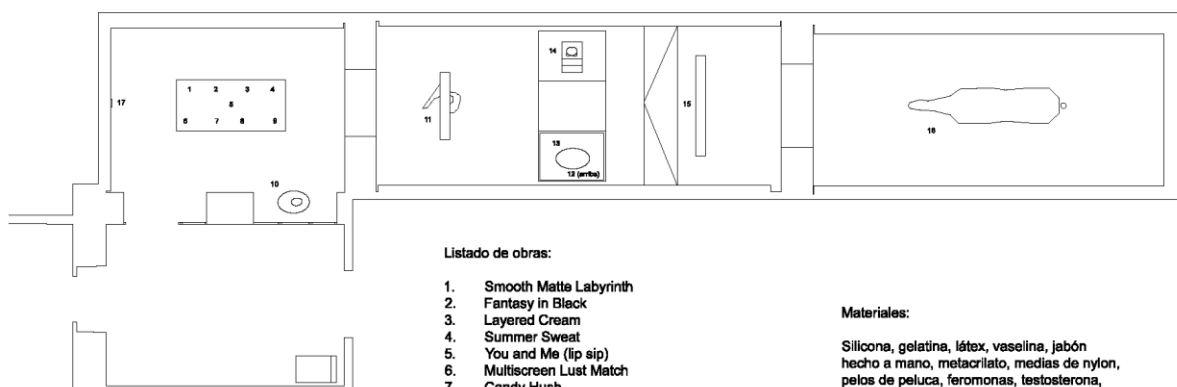 1 2 3 4
5
6 7 8 9
17
10
11
14
13
12 (arriba)
15
16
Listado de obras:
1. Smooth Matte Labyrinth
2. Fantasy in Black
3. Layered Cream
4. Summer Sweat
5. You and Me (lip sip)
6. Multiscreen Lust Match
7. Candy Hush
Materiales:
Silicona, gelatina, látex, vaselina, jabón
hecho a mano, metacrilato, medias de nylon,
pelos de peluca, feromonas, testosterona,